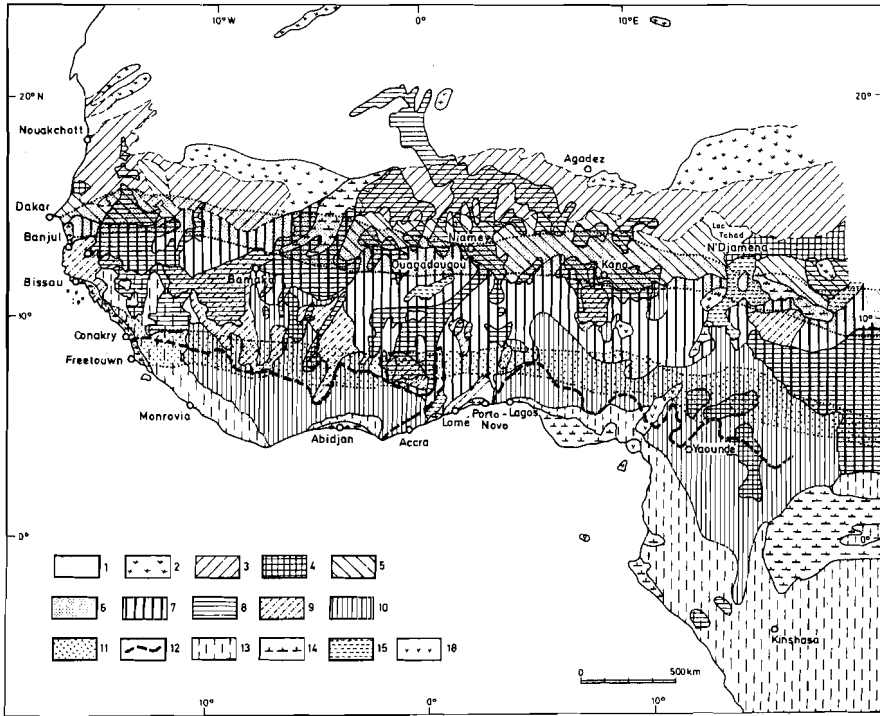 10°W 0° 10°E
20°N 20°
Nouakchott
Agadez
Dakar
Banjul
Bissau
Niamey
Lac
Tchad
N'Djamena
Ouagadougou
Kano
Bamako
10° 10°
Conakry
Freetouwn
Monrovia
Abidjan
Accra
Lome
Porto-
Novo
Lagos
Yaounde
0° 0°
Kinshasa
1 2 3 4 5
6 7 8 9 10
11 12 13 14 15 18
0 500km
10° 0° 10°